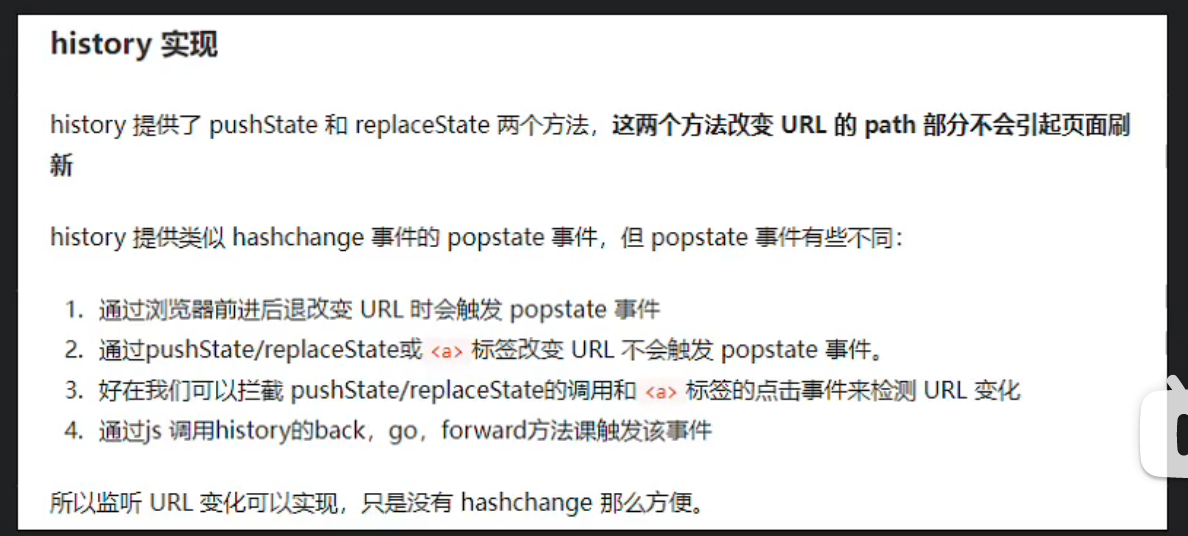 history 实现
history 提供了 pushState 和 replaceState 两个方法，这两个方法改变 URL 的 path 部分不会引起页面刷
新
history 提供类似 hashchange 事件的 popstate 事件，但 popstate 事件有些不同：
1. 通过浏览器前进后退改变 URL 时会触发 popstate 事件
2. 通过pushState/replaceState或 <a> 标签改变 URL 不会触发 popstate 事件。
3. 好在我们可以拦截 pushState/replaceState的调用和 <a> 标签的点击事件来检测 URL 变化
4. 通过js 调用history的back，go，forward方法课触发该事件
所以监听 URL 变化可以实现，只是没有 hashchange 那么方便。